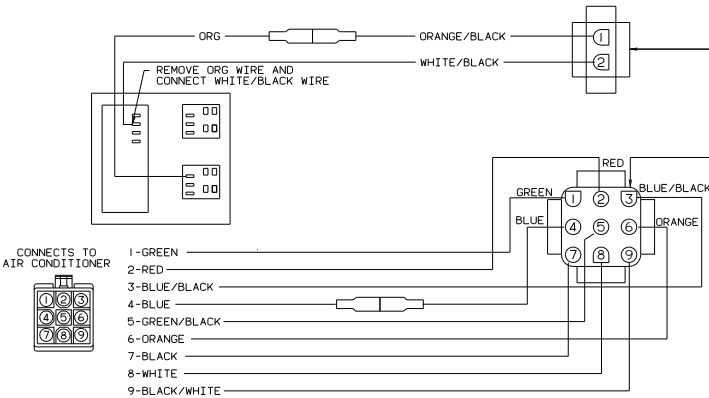 ORG
ORANGE/BLACK
1
WHITE/BLACK
2
REMOVE ORG WIRE AND
CONNECT WHITE/BLACK WIRE
RED
GREEN
BLUE/BLACK
1 2 3
BLUE
ORANGE
4 5 6
7 8 9
CONNECTS TO
AIR CONDITIONER
1 2 3
4 5 6
7 8 9
1-GREEN
2-RED
3-BLUE/BLACK
4-BLUE
5-GREEN/BLACK
6-ORANGE
7-BLACK
8-WHITE
9-BLACK/WHITE